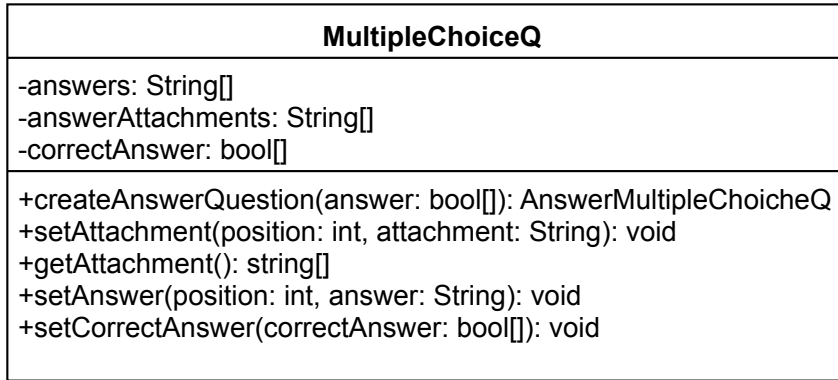 MultipleChoiceQ
-answers: String[]
-answerAttachments: String[]
-correctAnswer: bool[]
+createAnswerQuestion(answer: bool[]): AnswerMultipleChoicheQ
+setAttachment(position: int, attachment: String): void
+getAttachment(): string[]
+setAnswer(position: int, answer: String): void
+setCorrectAnswer(correctAnswer: bool[]): void